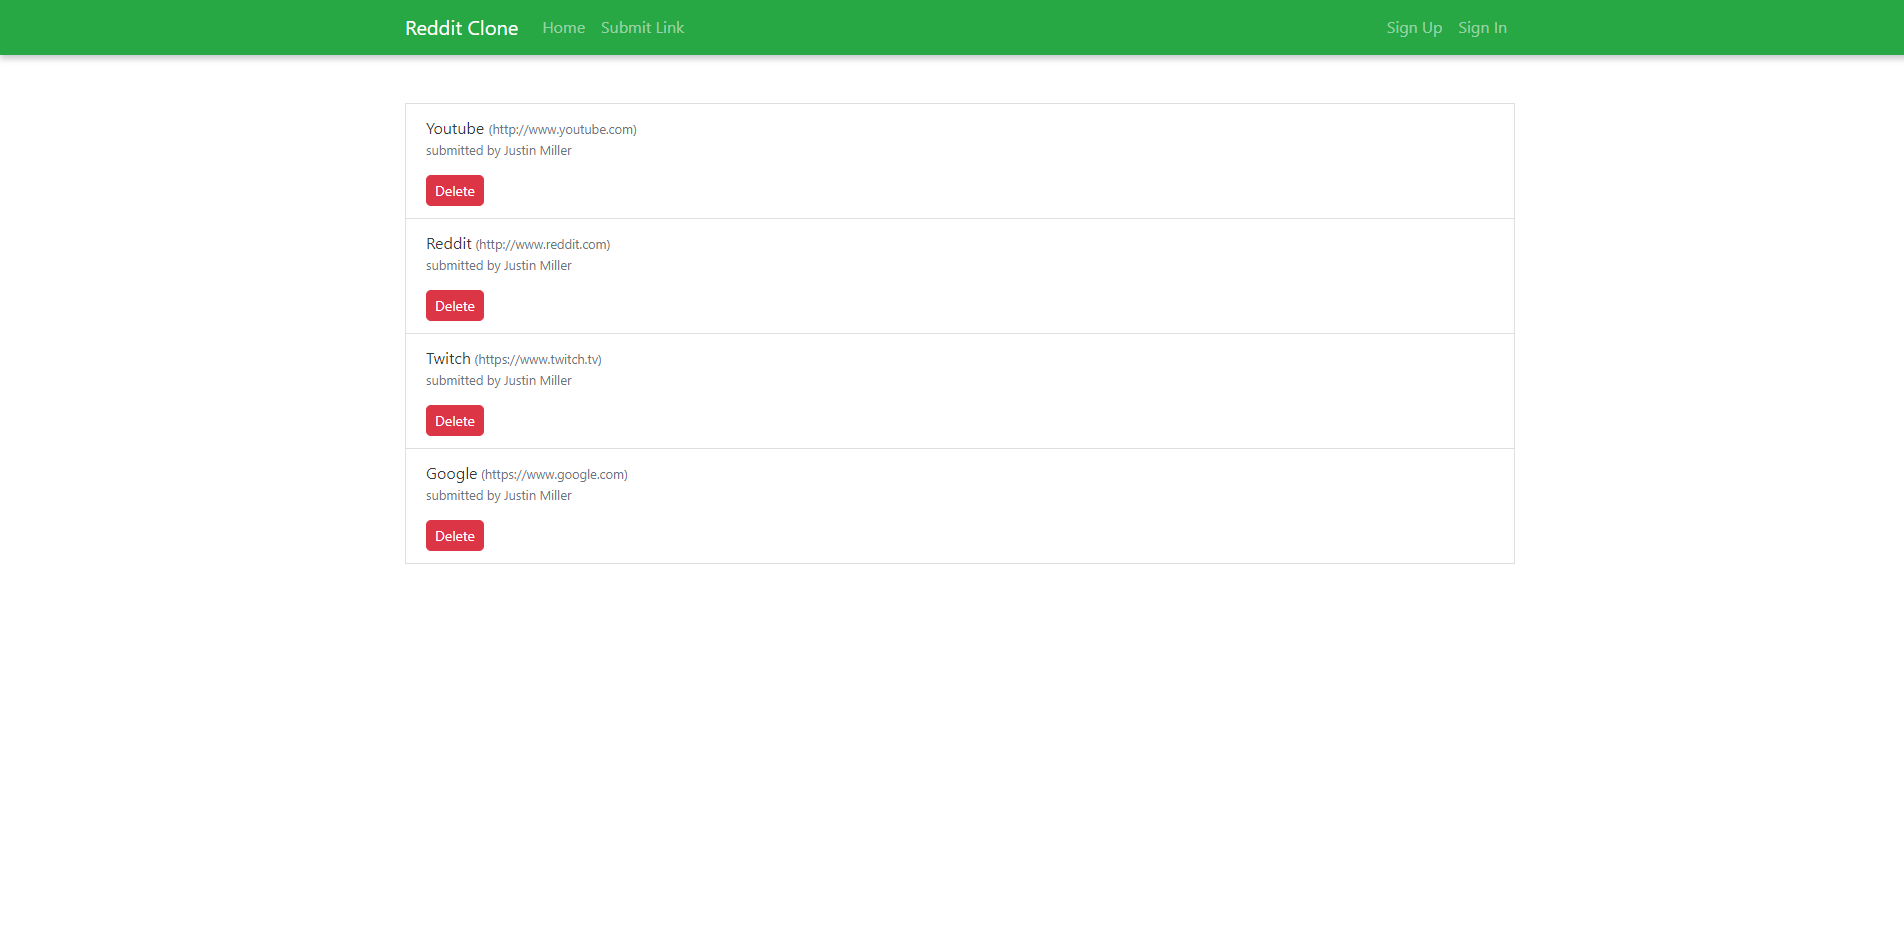 Reddit Clone Home Submit Link Sign Up Sign In
Youtube (http://www.youtube.com)
submitted by Justin Miller
Delete
Reddit (http://www.reddit.com)
submitted by Justin Miller
Delete
Twitch (https://www.twitch.tv)
submitted by Justin Miller
Delete
Google (https://www.google.com)
submitted by Justin Miller
Delete